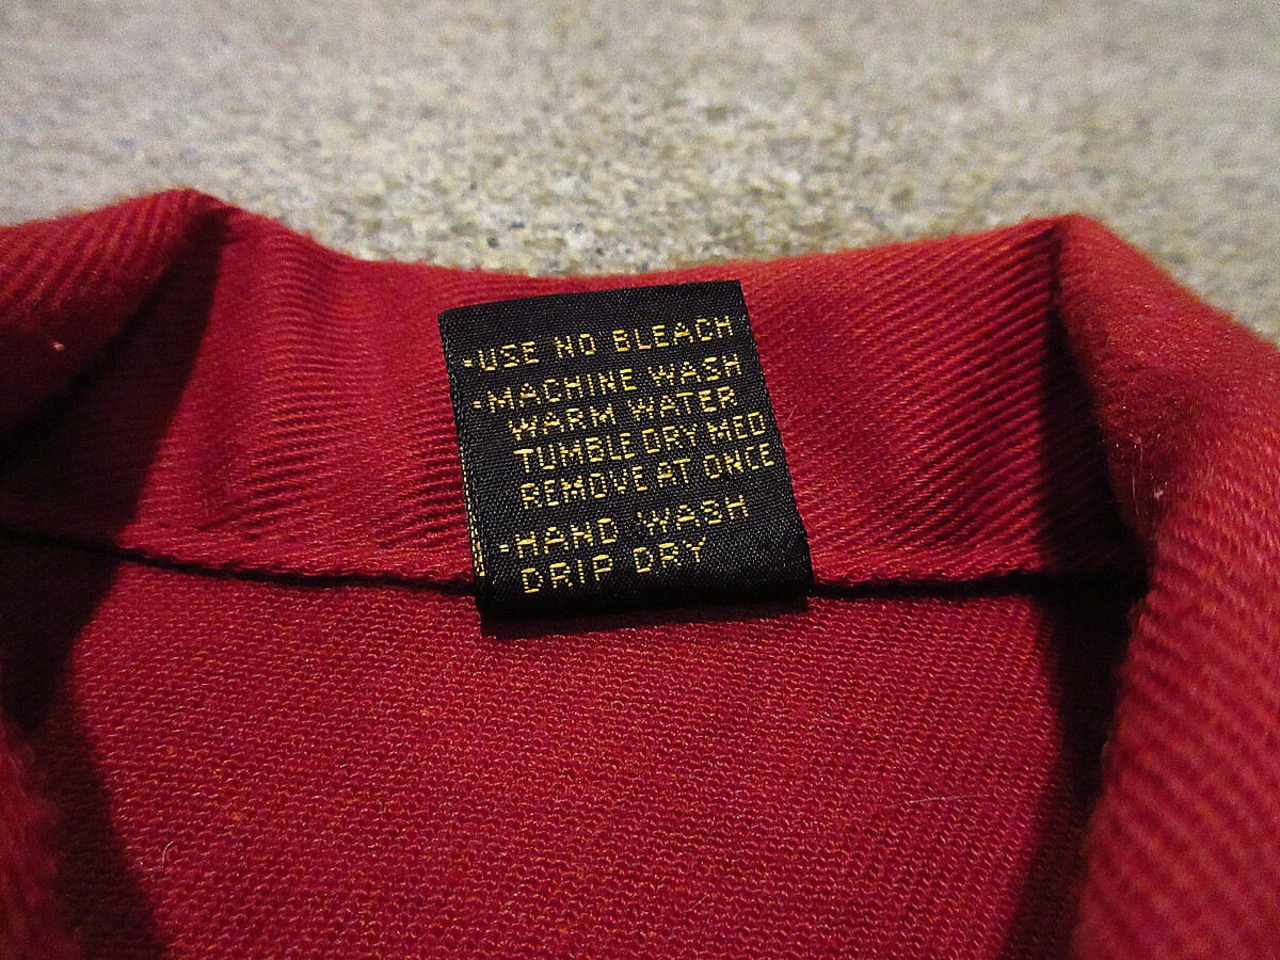 ·USE NO BLEACH
·MACHINE WASH
WARM WATER
TUMBLE DRY MED
REMOVE AT ONCE
·HAND WASH
DRIP DRY